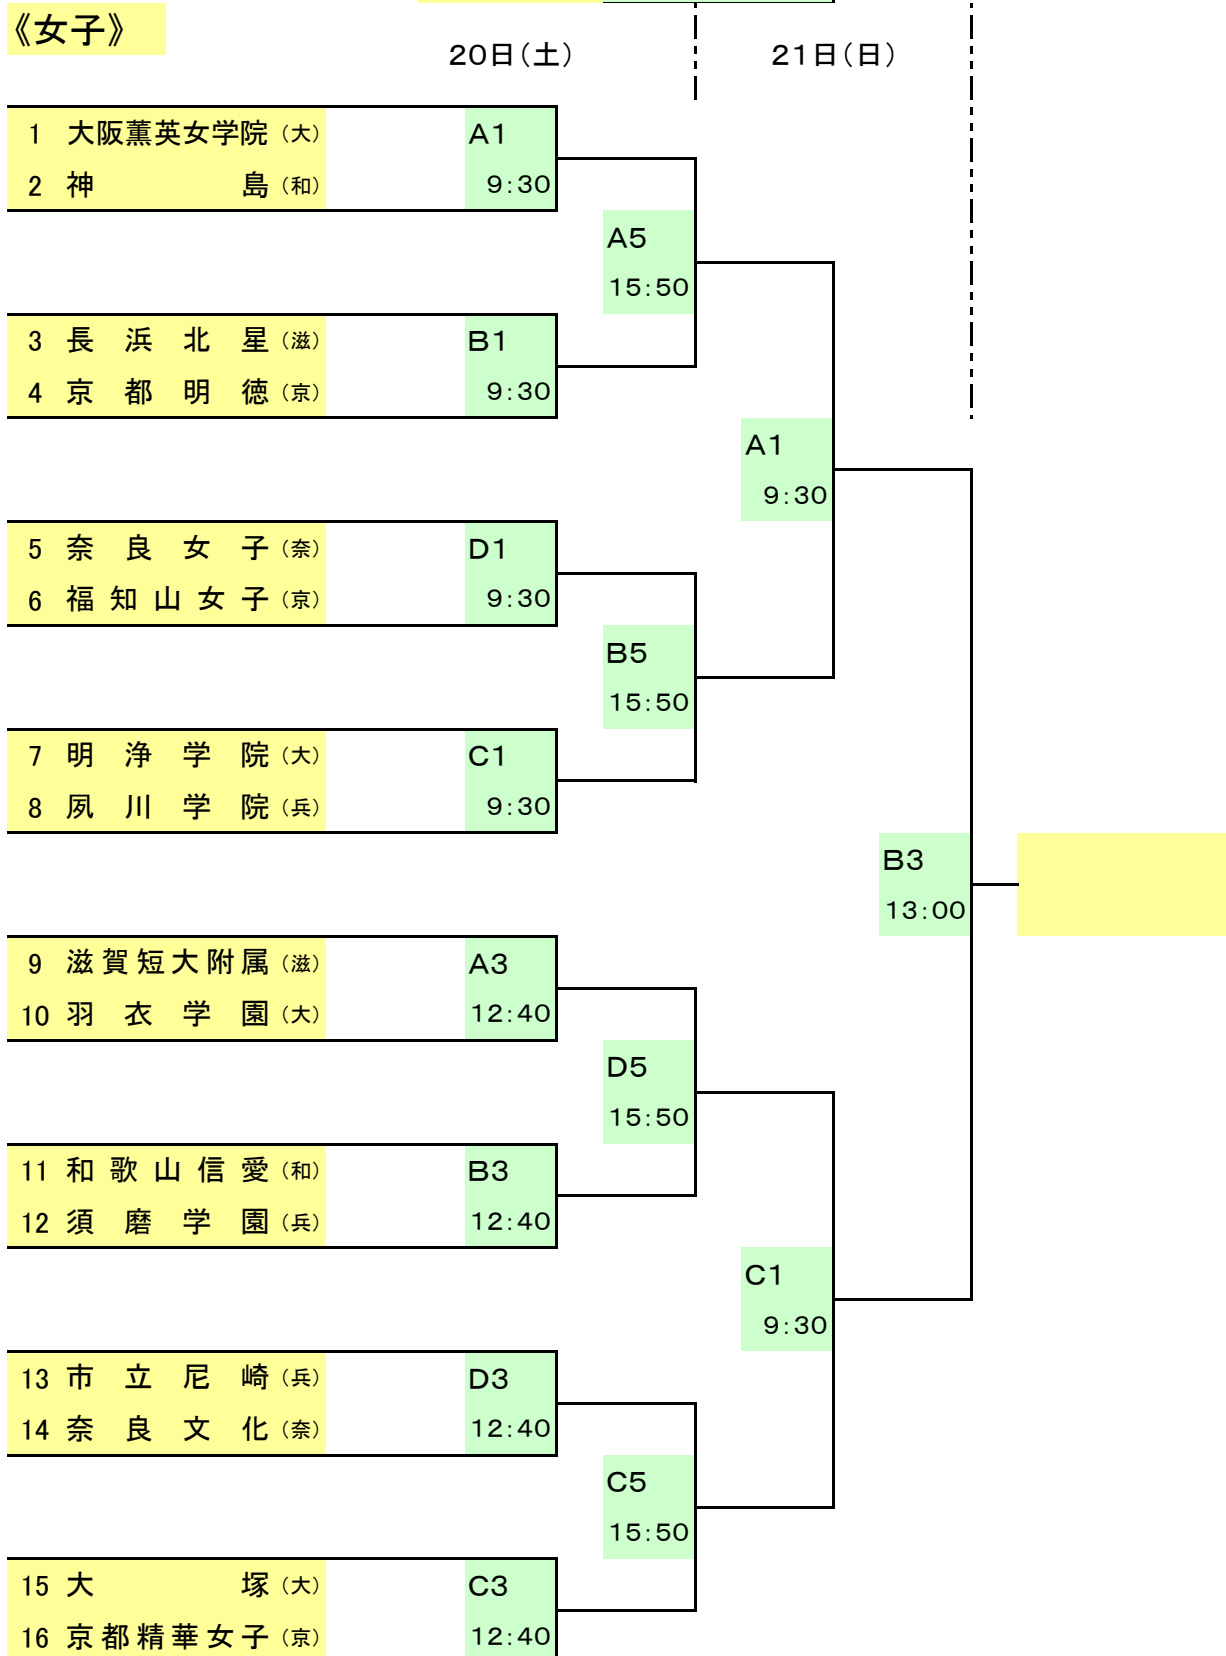 《女子》
20日(土)
21日(日)
1 大阪薫英女学院 (大) A1
2 神島 (和) 9:30
A5
15:50
3 長浜北星 (滋) B1
4 京都明徳 (京) 9:30
A1
9:30
5 奈良女子 (奈) D1
6 福知山女子 (京) 9:30
B5
15:50
7 明浄学院 (大) C1
8 夙川学院 (兵) 9:30
B3
13:00
9 滋賀短大附属 (滋) A3
10 羽衣学園 (大) 12:40
D5
15:50
11 和歌山信愛 (和) B3
12 須磨学園 (兵) 12:40
C1
9:30
13 市立尼崎 (兵) D3
14 奈良文化 (奈) 12:40
C5
15:50
15 大塚 (大) C3
16 京都精華女子 (京) 12:40